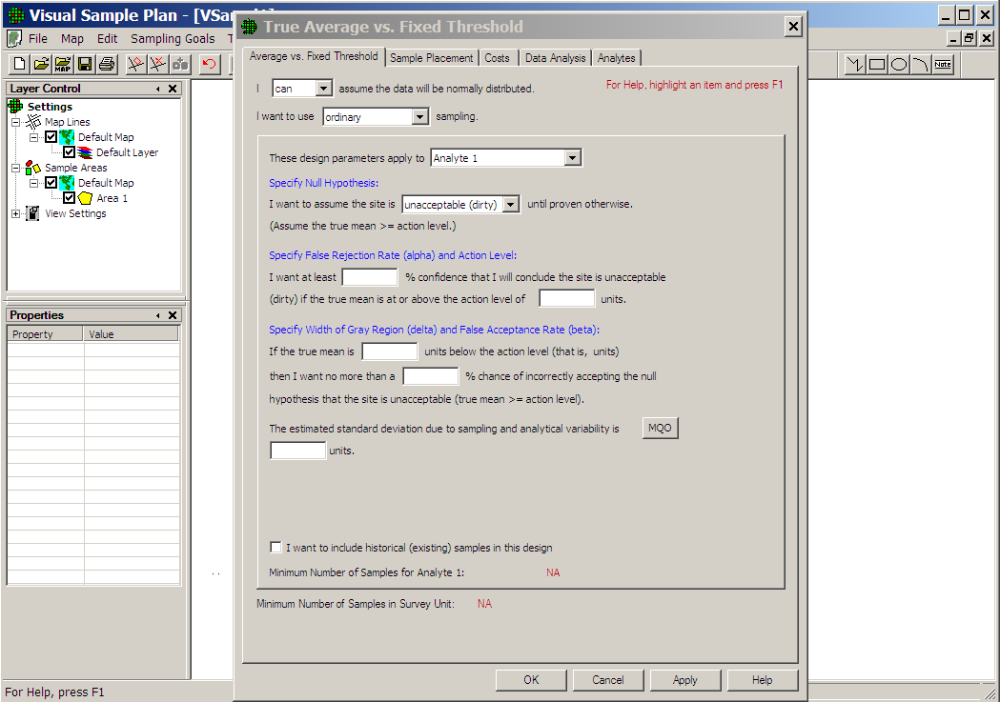 Visual Sample Plan - [VSam
True Average vs. Fixed Threshold
File Map Edit Sampling Goals T
MAP
Note
Layer Control
Settings
Map Lines
Default Map
Default Layer
Sample Areas
Default Map
Area 1
View Settings
Properties
Property Value
Average vs. Fixed Threshold Sample Placement Costs Data Analysis Analytes
For Help, highlight an item and press F1
I can assume the data will be normally distributed.
I want to use ordinary sampling.
These design parameters apply to Analyte 1
Specify Null Hypothesis:
I want to assume the site is unacceptable (dirty) until proven otherwise.
(Assume the true mean >= action level.)
Specify False Rejection Rate (alpha) and Action Level:
I want at least % confidence that I will conclude the site is unacceptable
(dirty) if the true mean is at or above the action level of units.
Specify Width of Gray Region (delta) and False Acceptance Rate (beta):
If the true mean is units below the action level (that is, units)
then I want no more than a % chance of incorrectly accepting the null
hypothesis that the site is unacceptable (true mean >= action level).
The estimated standard deviation due to sampling and analytical variability is MQO
units.
I want to include historical (existing) samples in this design
Minimum Number of Samples for Analyte 1: NA
Minimum Number of Samples in Survey Unit: NA
OK Cancel Apply Help
For Help, press F1